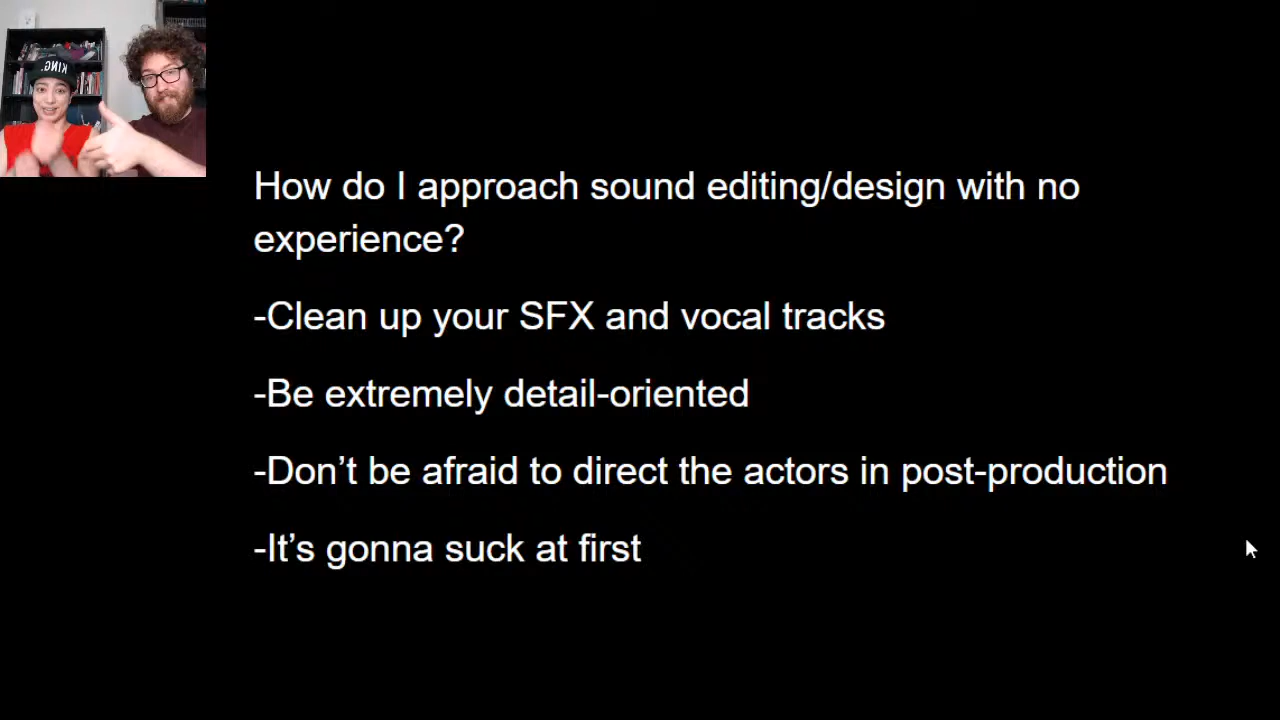 KING.
How do I approach sound editing/design with no
experience?
-Clean up your SFX and vocal tracks
-Be extremely detail-oriented
-Don’t be afraid to direct the actors in post-production
-It’s gonna suck at first